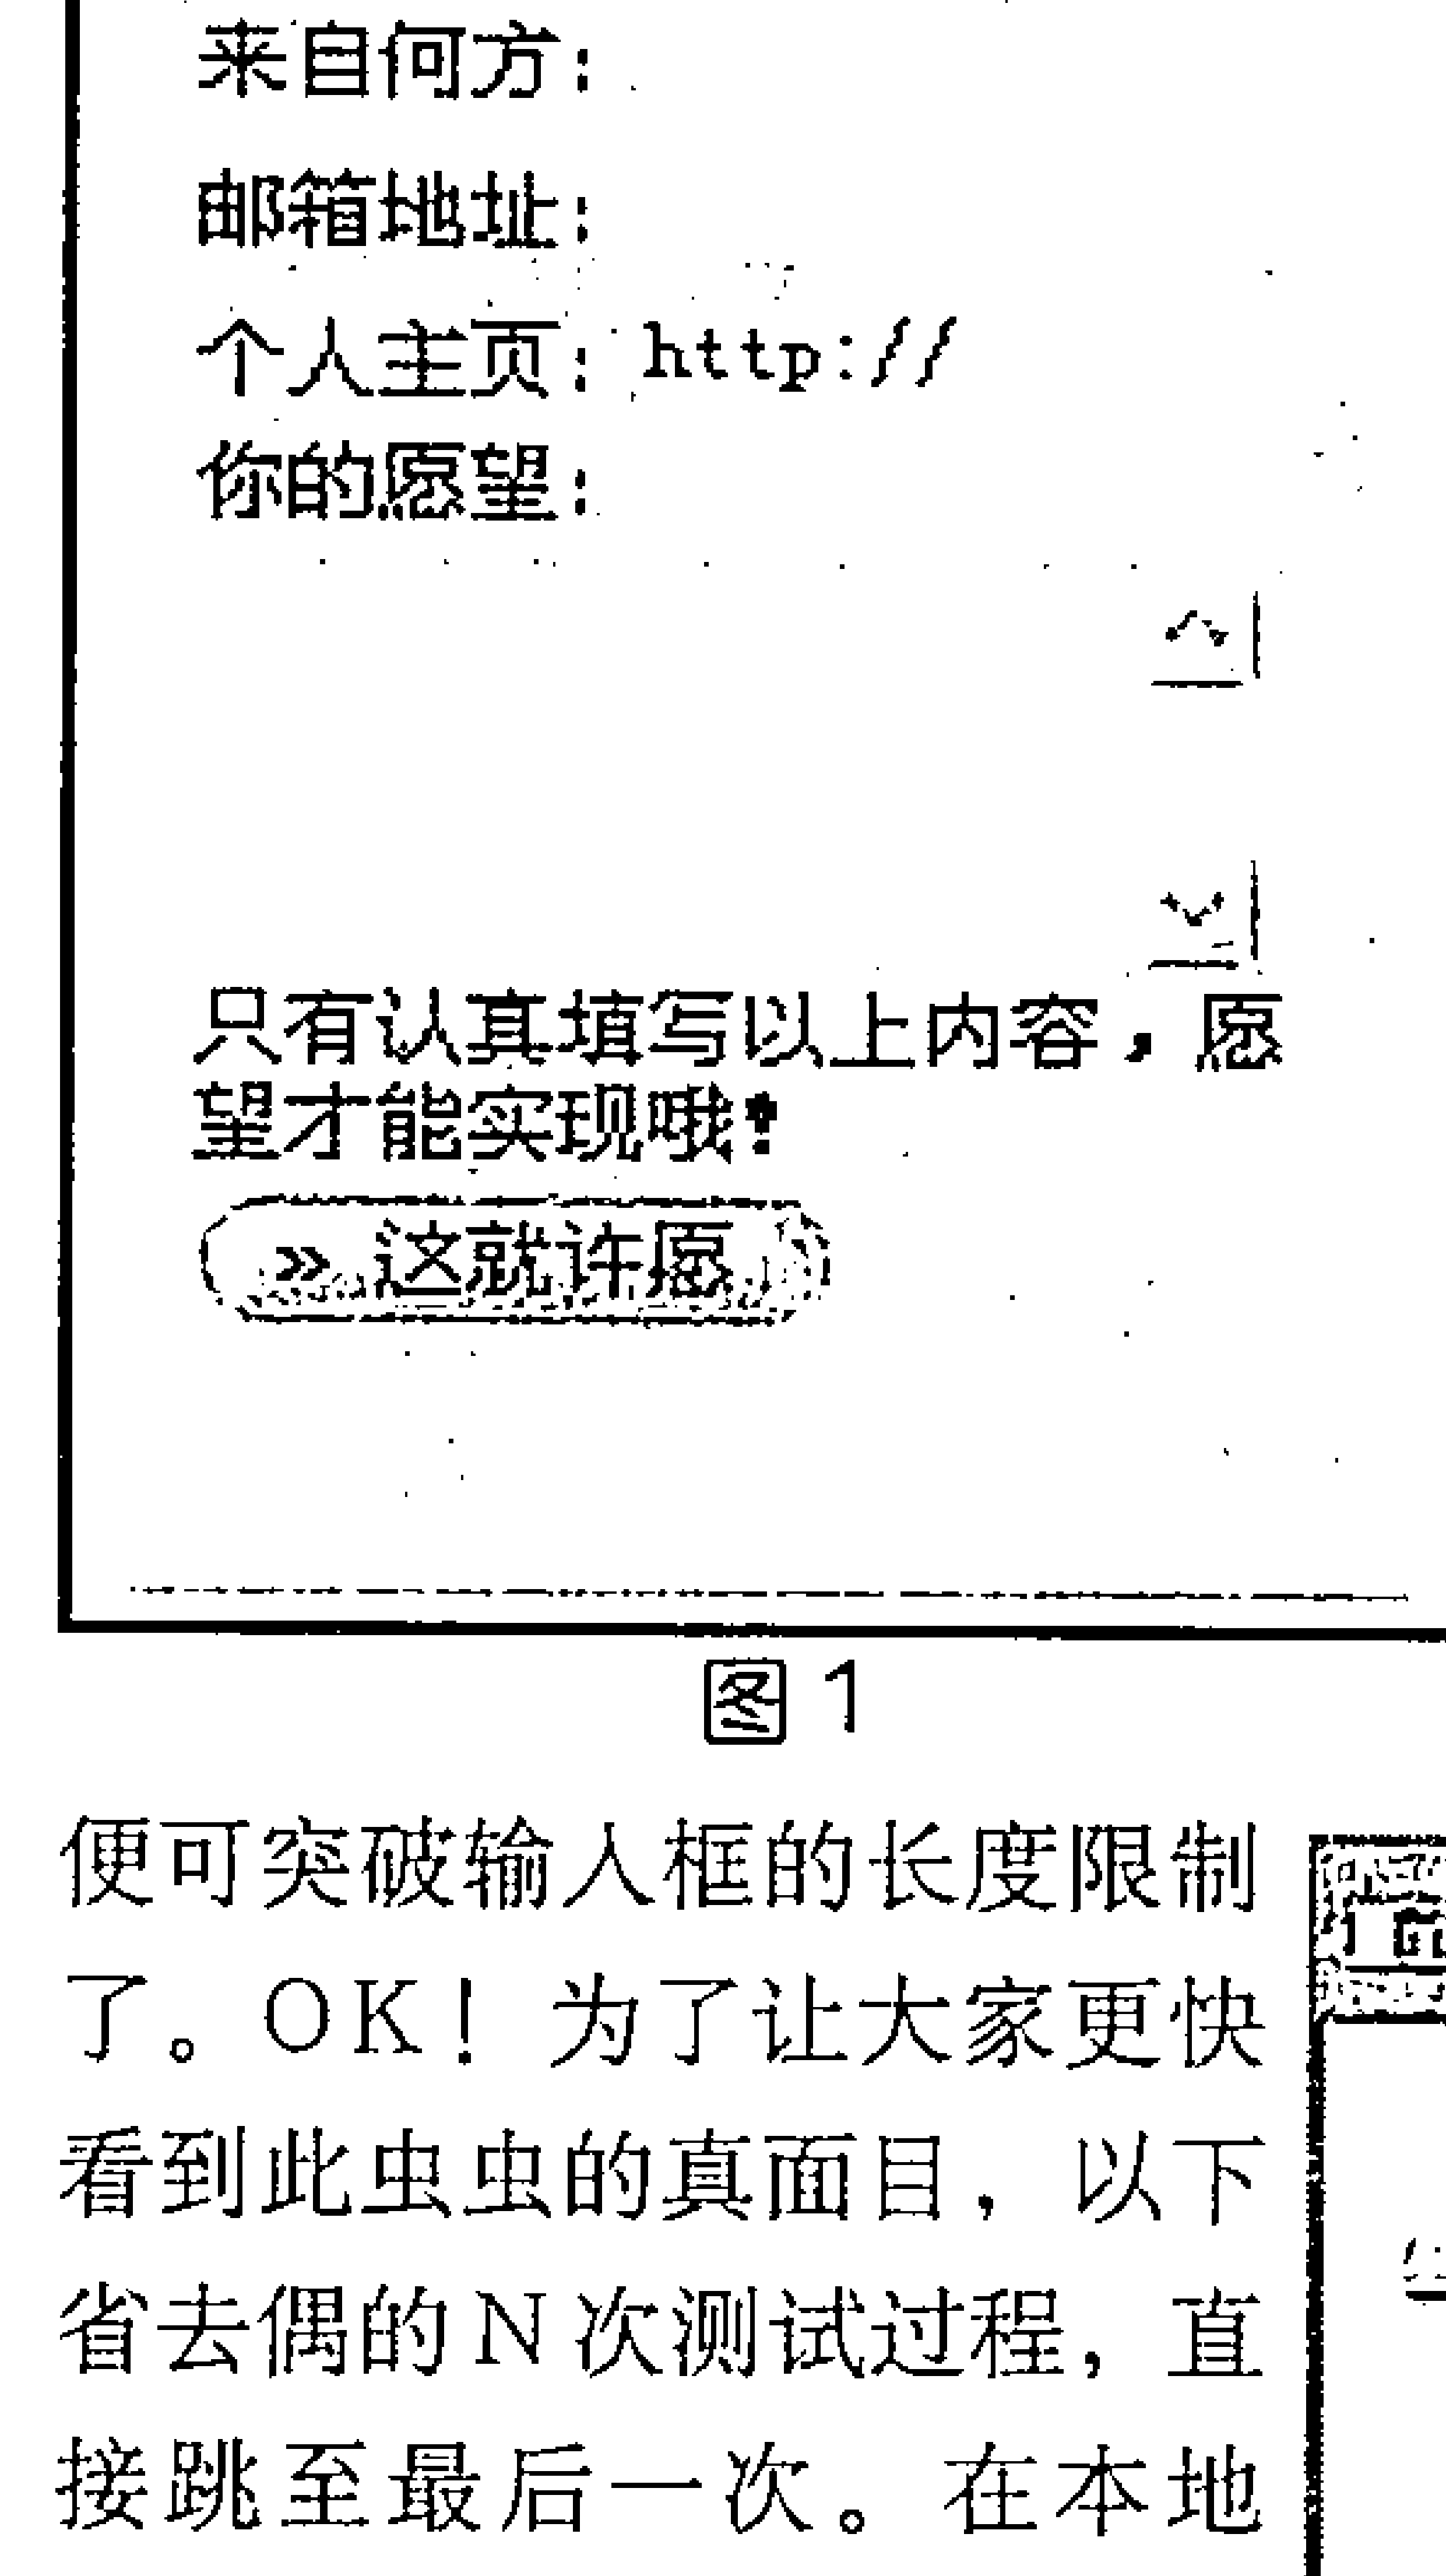 来自何方：
邮箱地址：
个人主页：http://
你的愿望：
只有认真填写以上内容，愿
望才能实现哦！
» 这就许愿
图 1
便可突破输入框的长度限制
了。OK！为了让大家更快
看到此虫虫的真面目，以下
省去偶的N次测试过程，直
接跳至最后一次。在本地